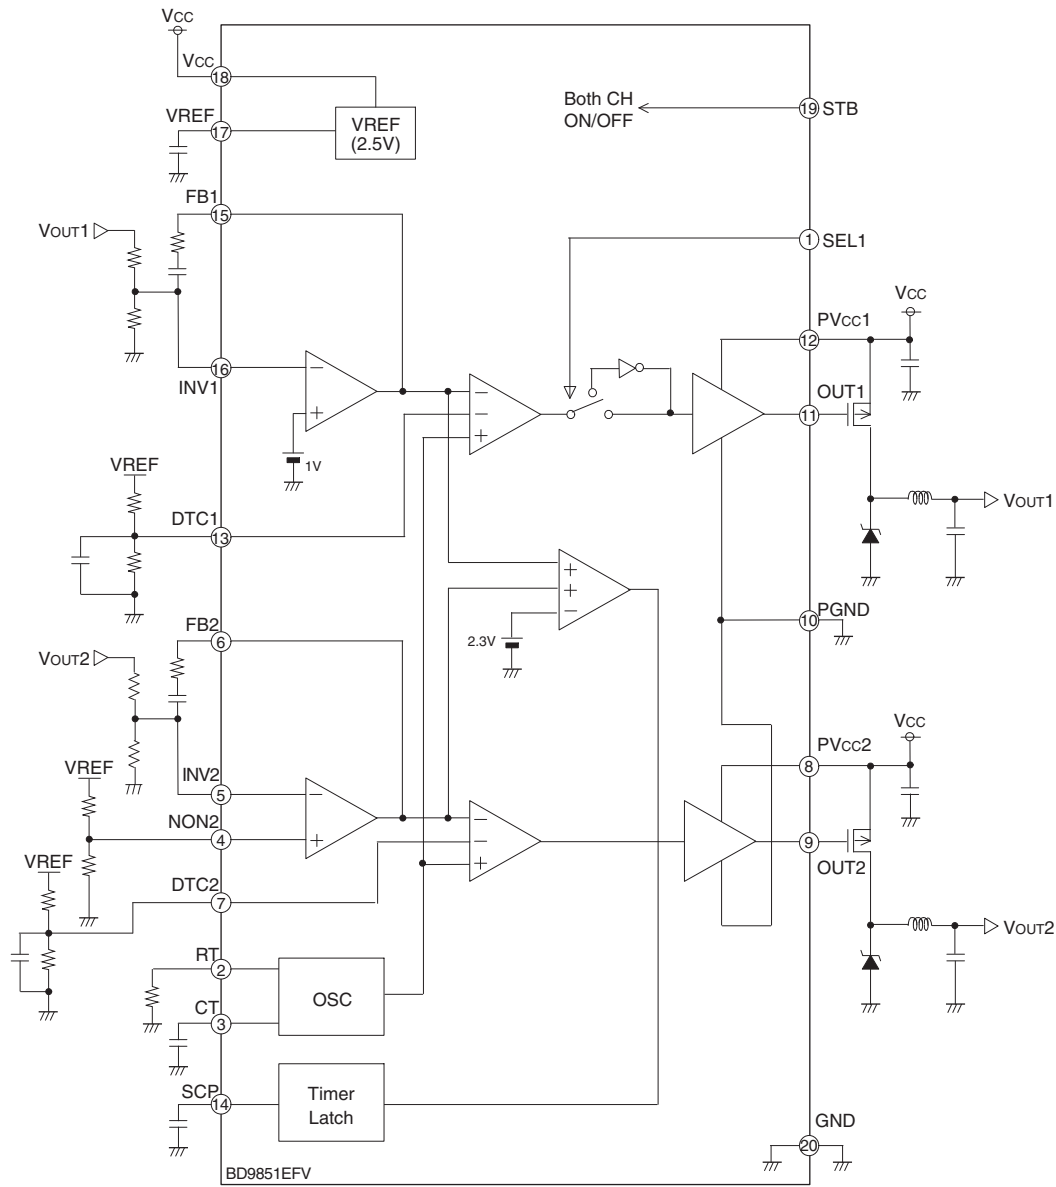 VCC
VCC
18
VREF
17
VREF
(2.5V)
Both CH
ON/OFF
19
STB
FB1
15
VOUT1
1
SEL1
VCC
PVCC1
12
16
INV1
−
+
1V
−
−
+
OUT1
11
VREF
VOUT1
DTC1
13
+
+
−
2.3V
PGND
10
FB2
6
VOUT2
VCC
PVCC2
8
VREF
INV2
5
NON2
4
−
+
−
−
+
9
OUT2
VREF
DTC2
7
VOUT2
RT
2
OSC
CT
3
SCP
14
Timer
Latch
GND
20
BD9851EFV